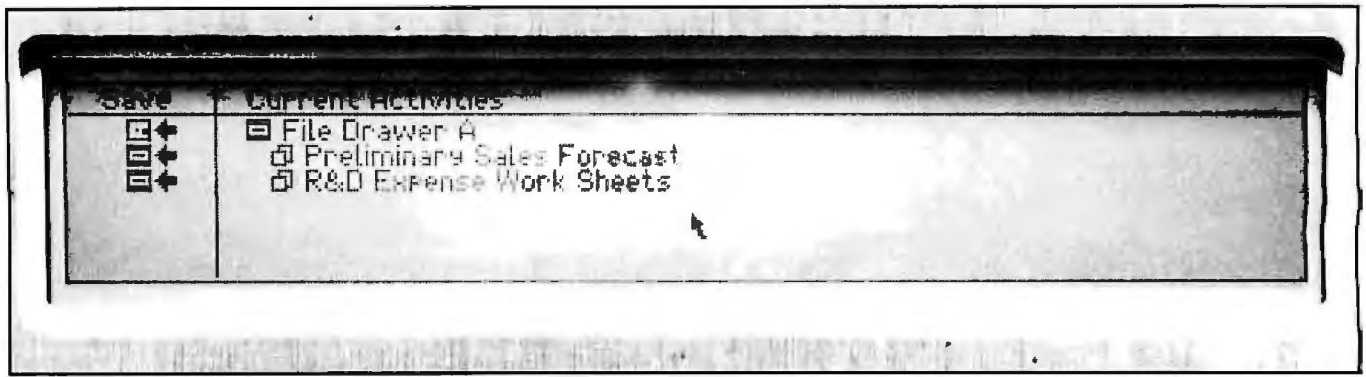 Save Current Activities
File Drawer A
Preliminary Sales Forecast
R&D Expense Work Sheets